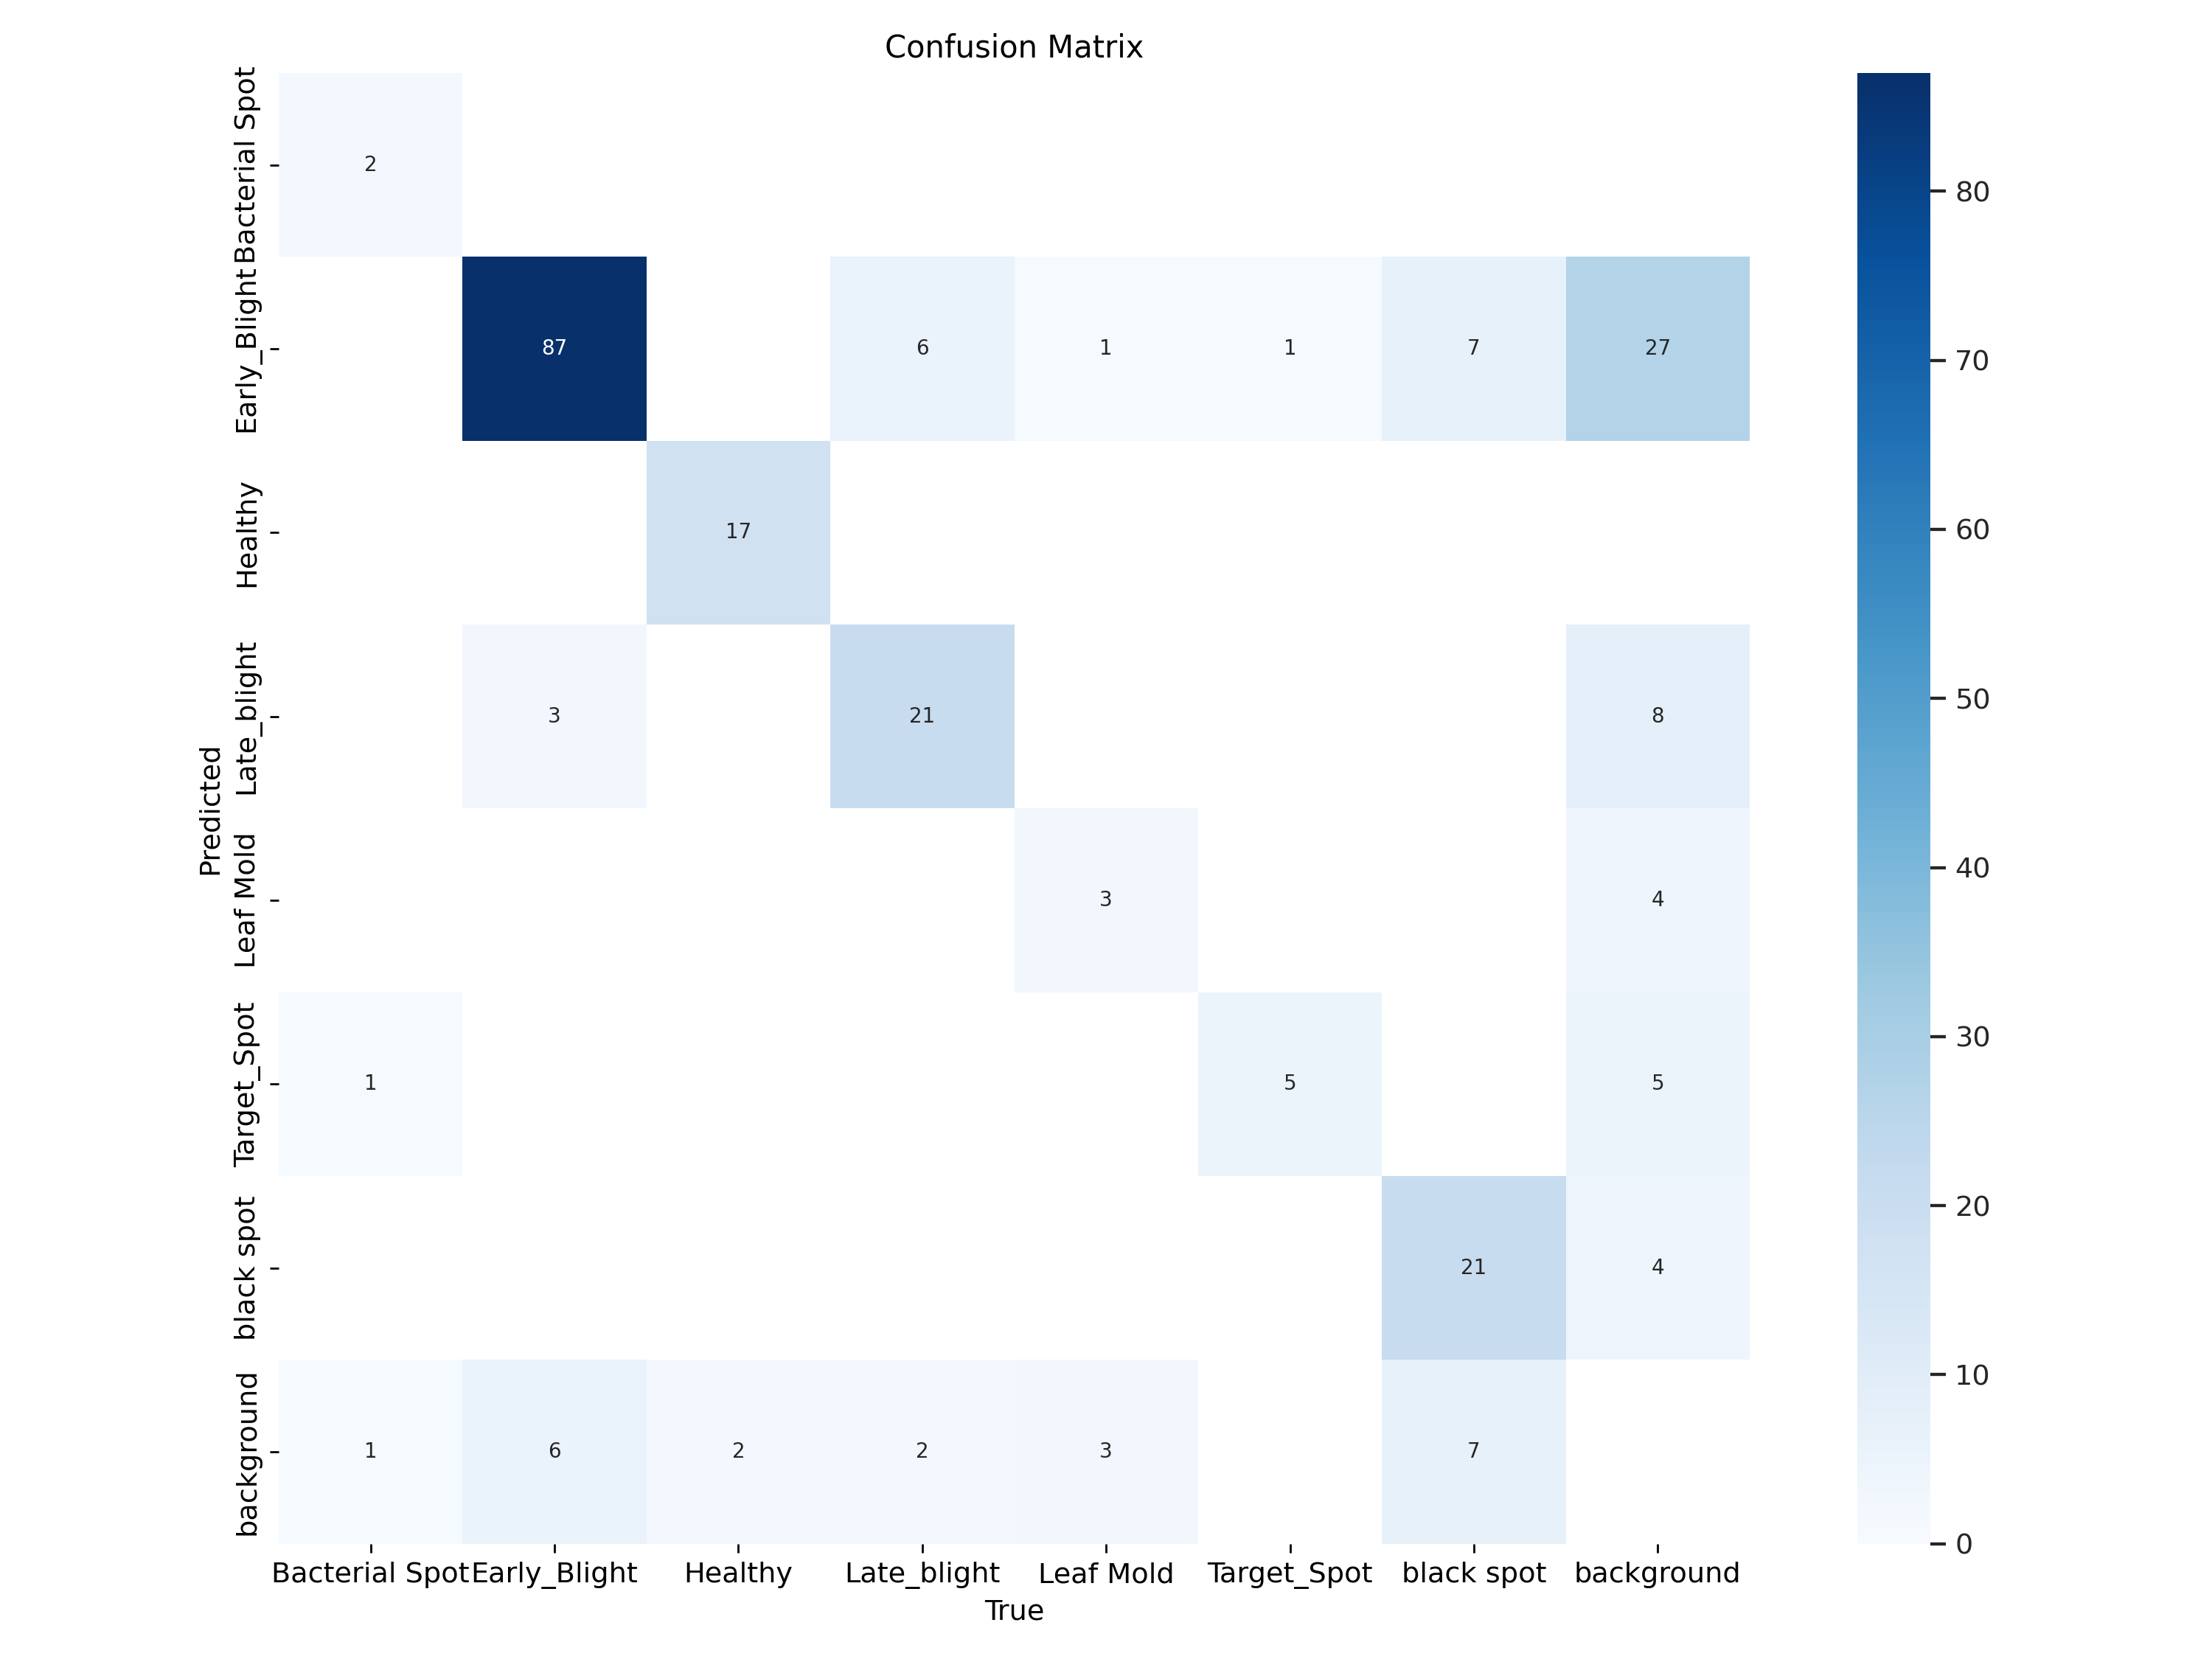 Confusion Matrix
Predicted
Bacterial Spot
2
Early_Blight
87 6 1 1 7 27
Healthy
17
Late_blight
3 21 8
Leaf Mold
3 4
Target_Spot
1 5 5
black spot
21 4
background
1 6 2 2 3 7
Bacterial Spot Early_Blight Healthy Late_blight Leaf Mold Target_Spot black spot background
True
80
70
60
50
40
30
20
10
0